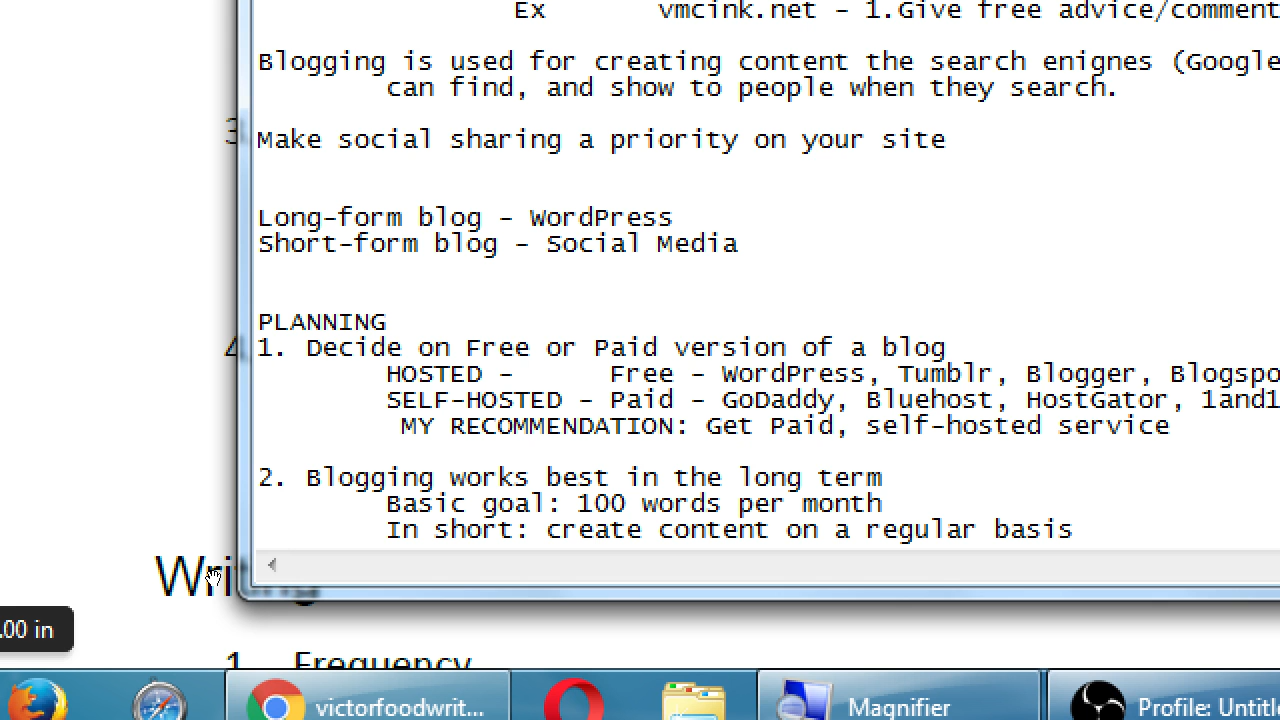 Ex vmcink.net - 1.Give free advice/comment
Blogging is used for creating content the search enignes (Google
can find, and show to people when they search.
3
Make social sharing a priority on your site
Long-form blog - WordPress
Short-form blog - Social Media
PLANNING
4
1. Decide on Free or Paid version of a blog
HOSTED - Free - WordPress, Tumblr, Blogger, Blogspo
SELF-HOSTED - Paid - GoDaddy, Bluehost, HostGator, 1and1
MY RECOMMENDATION: Get Paid, self-hosted service
2. Blogging works best in the long term
Basic goal: 100 words per month
In short: create content on a regular basis
Writing
.00 in
1. Frequency
victorfoodwrit...
Magnifier
Profile: Untitl